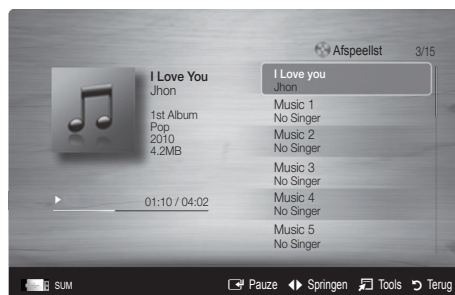 Afspeellst 3/15
I Love You
Jhon
1st Album
Pop
2010
4.2MB
01:10 / 04:02
I Love you
Jhon
Music 1
No Singer
Music 2
No Singer
Music 3
No Singer
Music 4
No Singer
Music 5
No Singer
SUM Pauze Springen Tools Terug